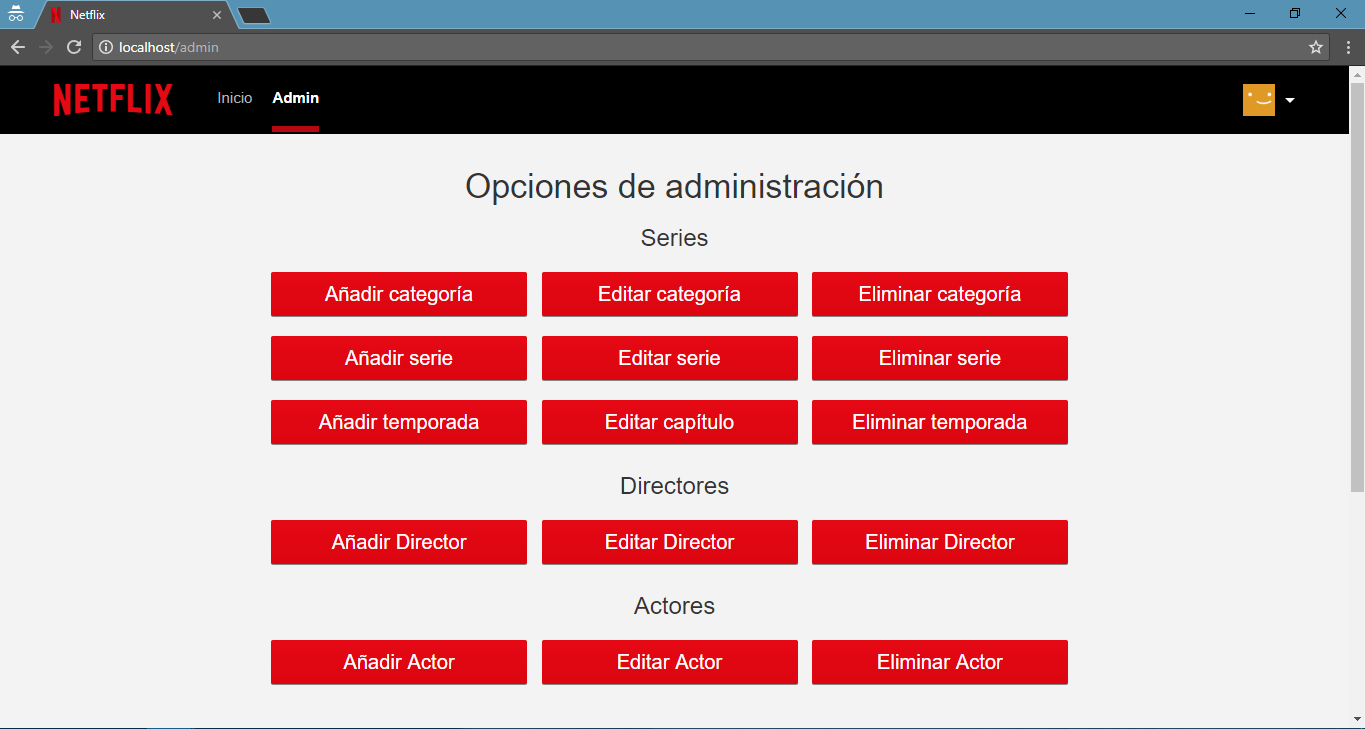 Netflix
localhost/admin
NETFLIX Inicio Admin
Opciones de administración
Series
Añadir categoría Editar categoría Eliminar categoría
Añadir serie Editar serie Eliminar serie
Añadir temporada Editar capítulo Eliminar temporada
Directores
Añadir Director Editar Director Eliminar Director
Actores
Añadir Actor Editar Actor Eliminar Actor